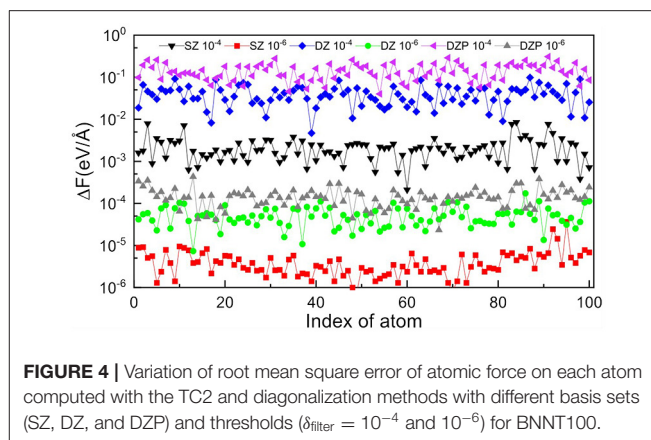 SZ 10⁻⁴ SZ 10⁻⁶ DZ 10⁻⁴ DZ 10⁻⁶ DZP 10⁻⁴ DZP 10⁻⁶
10⁰
10⁻¹
10⁻²
10⁻³
10⁻⁴
10⁻⁵
10⁻⁶
ΔF(eV/Å)
0 20 40 60 80 100
Index of atom
FIGURE 4 | Variation of root mean square error of atomic force on each atom
computed with the TC2 and diagonalization methods with different basis sets
(SZ, DZ, and DZP) and thresholds (δfilter = 10⁻⁴ and 10⁻⁶) for BNNT100.